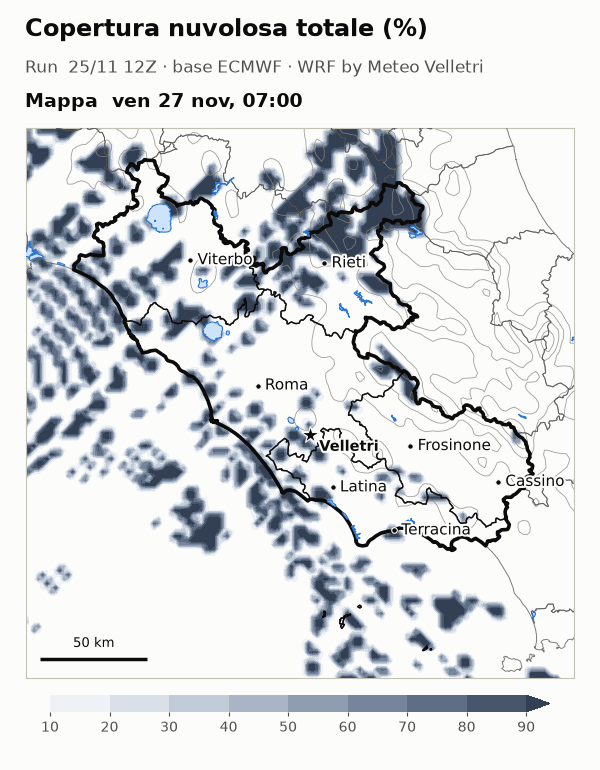 Copertura nuvolosa totale (%)
Run  25/11 12Z · base ECMWF · WRF by Meteo Velletri
Mappa  ven 27 nov, 07:00
Viterbo
Rieti
Roma
Velletri
Frosinone
Cassino
Latina
Terracina
50 km
10 20 30 40 50 60 70 80 90